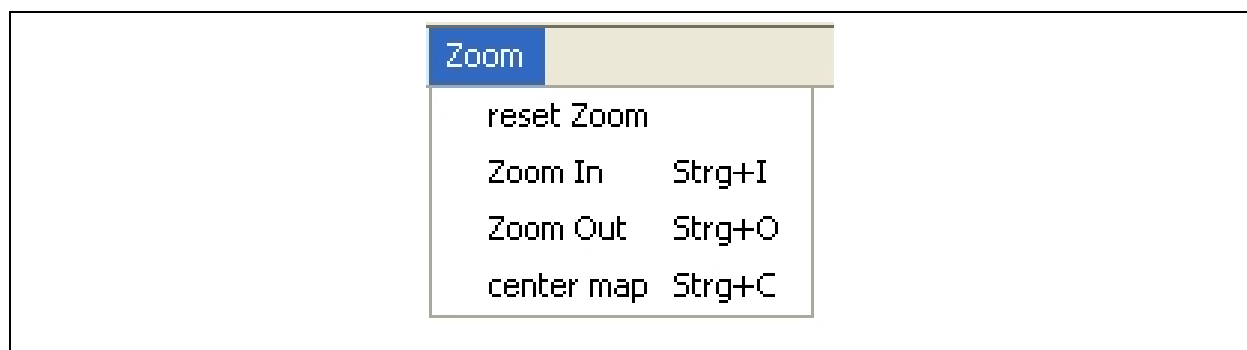 Zoom
reset Zoom
Zoom In Strg+I
Zoom Out Strg+O
center map Strg+C